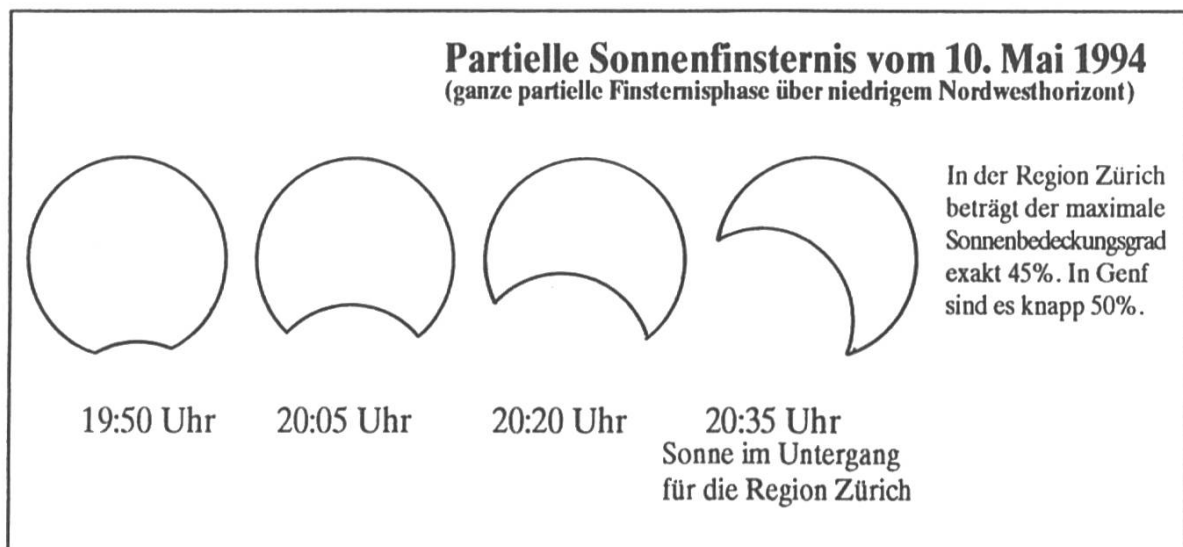 Partielle Sonnenfinsternis vom 10. Mai 1994
(ganze partielle Finsternisphase über niedrigem Nordwesthorizont)
In der Region Zürich
beträgt der maximale
Sonnenbedeckungsgrad
exakt 45%. In Genf
sind es knapp 50%.
19:50 Uhr
20:05 Uhr
20:20 Uhr
20:35 Uhr
Sonne im Untergang
für die Region Zürich